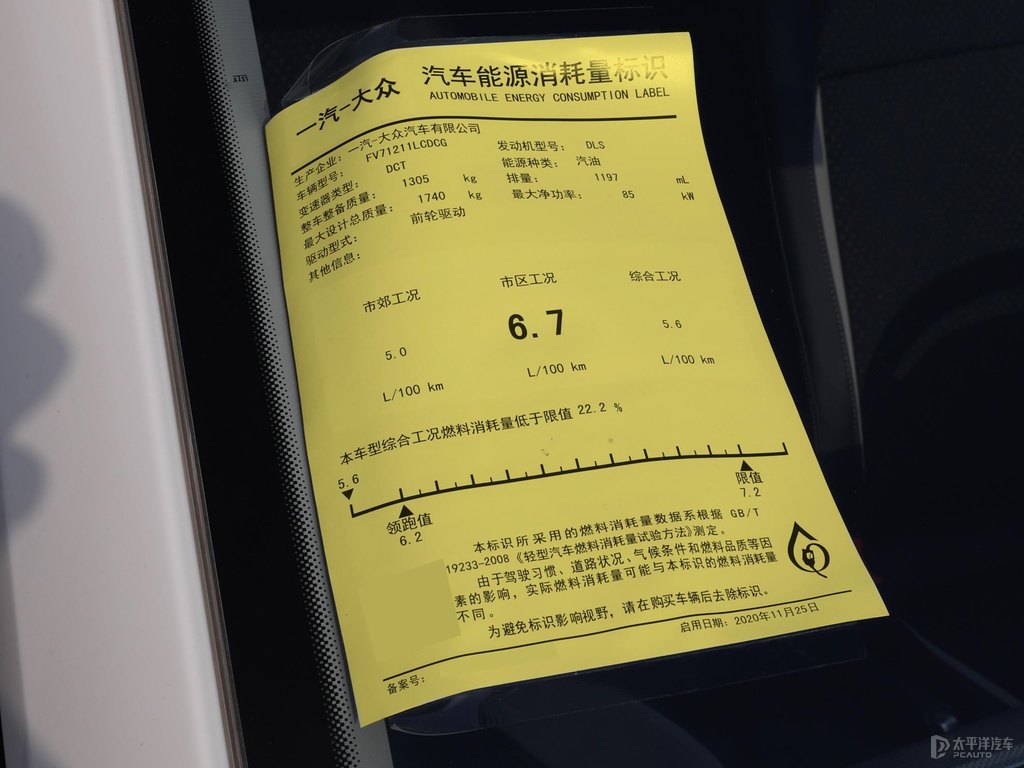 一汽-大众
汽车能源消耗量标识
AUTOMOBILE ENERGY CONSUMPTION LABEL
生产企业：一汽-大众汽车有限公司
车辆型号：FV71211LCDCG
发动机型号：DLS
变速器类型：DCT
能源种类：汽油
整车整备质量：1305 kg
排量：1197 mL
最大设计总质量：1740 kg
最大净功率：85 kW
驱动型式：前轮驱动
其他信息：
市郊工况 市区工况 综合工况
5.0 6.7 5.6
L/100 km L/100 km L/100 km
本车型综合工况燃料消耗量低于限值 22.2 %
5.6
领跑值
6.2
限值
7.2
本标识所采用的燃料消耗量数据系根据 GB/T
19233-2008《轻型汽车燃料消耗量试验方法》测定。
由于驾驶习惯、道路状况、气候条件和燃料品质等因
素的影响，实际燃料消耗量可能与本标识的燃料消耗量
不同。
为避免标识影响视野，请在购买车辆后去除标识。
备案号：
启用日期：2020年11月25日
太平洋汽车
PCAUTO